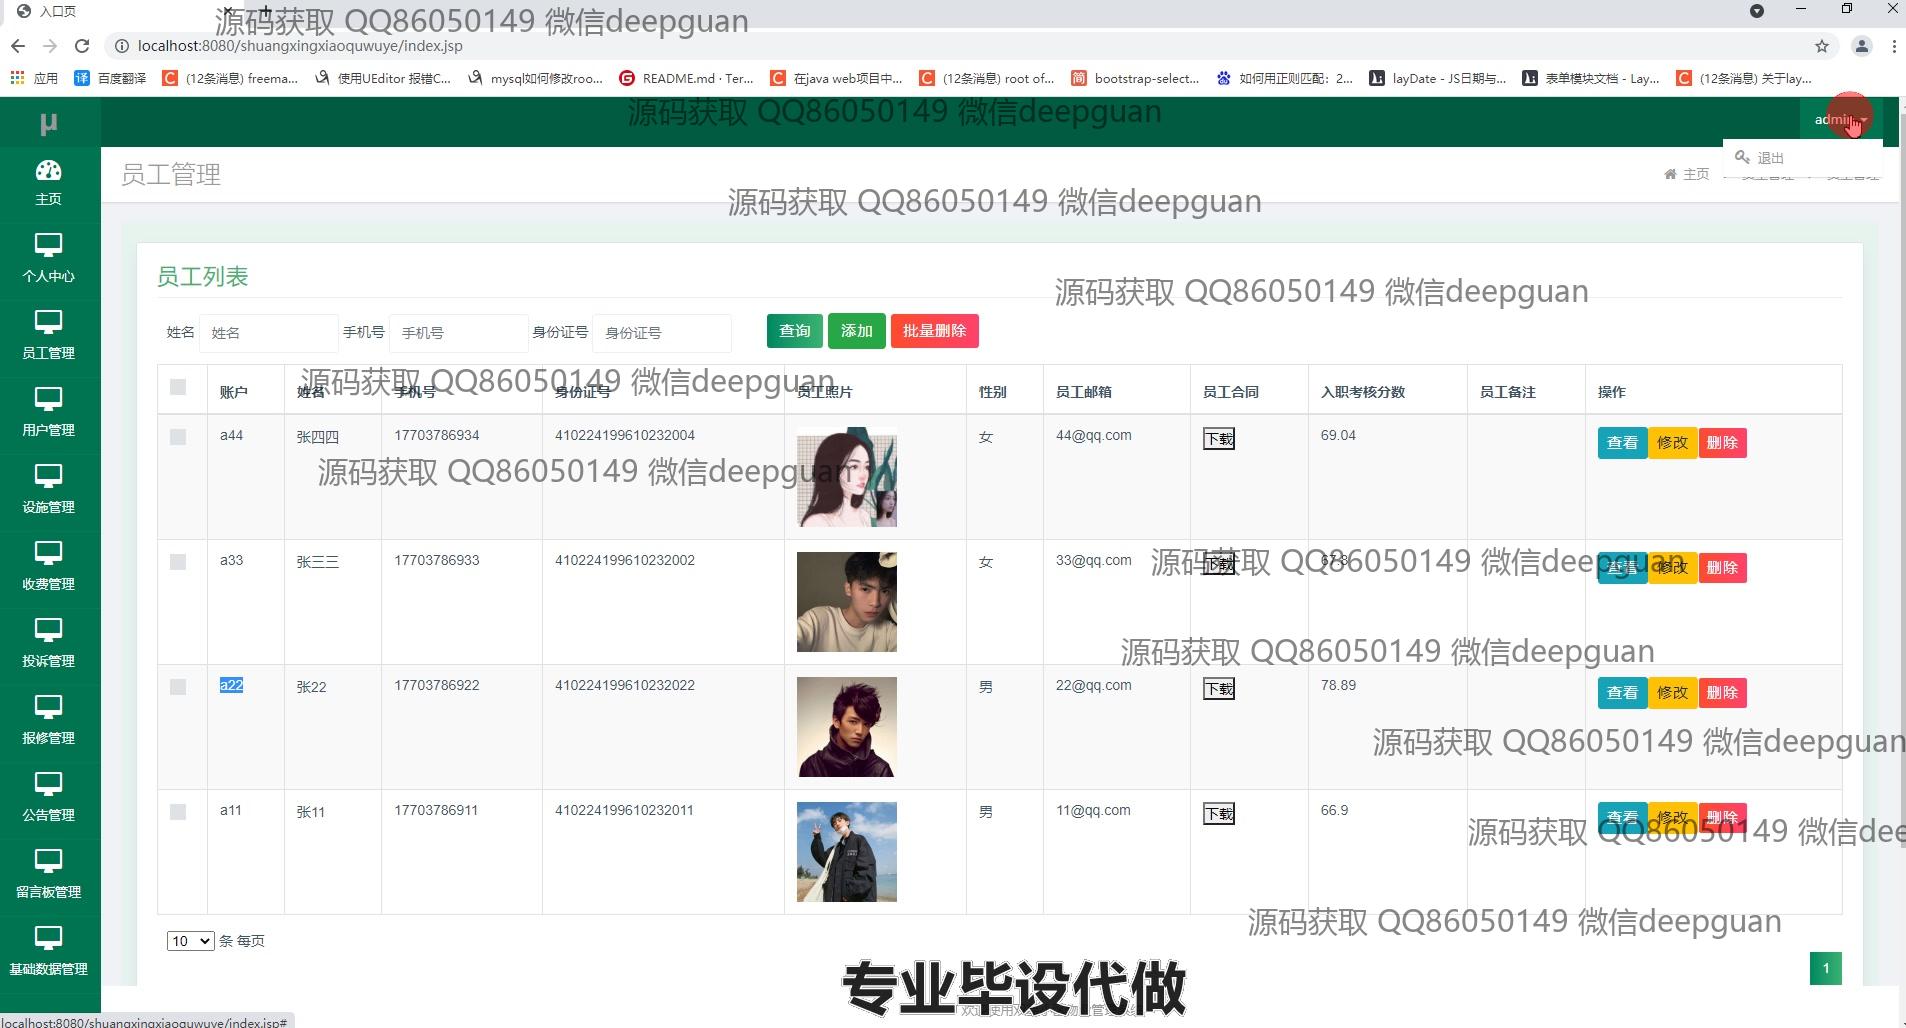 入口页
源码获取 QQ86050149 微信deepguan
localhost:8080/shuangxingxiaoquwuye/index.jsp
应用 百度翻译 (12条消息) freema... 使用UEditor 报错C... mysql如何修改roo... README.md · Ter... 在java web项目中... (12条消息) root of... bootstrap-select... 如何用正则匹配：2... layDate - JS日期与... 表单模块文档 - Lay... (12条消息) 关于lay...
源码获取 QQ86050149 微信deepguan
μ
admin
退出
主页
员工管理
主页
源码获取 QQ86050149 微信deepguan
个人中心
员工管理
用户管理
设施管理
收费管理
投诉管理
报修管理
公告管理
留言板管理
基础数据管理
员工列表
源码获取 QQ86050149 微信deepguan
姓名 姓名 手机号 手机号 身份证号 身份证号 查询 添加 批量删除
源码获取 QQ86050149 微信deepguan
账户 姓名 手机号 身份证号 员工照片 性别 员工邮箱 员工合同 入职考核分数 员工备注 操作
a44 张四四 17703786934 410224199610232004 女 44@qq.com 下载 69.04 查看 修改 删除
源码获取 QQ86050149 微信deepguan
a33 张三三 17703786933 410224199610232002 女 33@qq.com 下载 67.8 查看 修改 删除
源码获取 QQ86050149 微信deepguan
源码获取 QQ86050149 微信deepguan
a22 张22 17703786922 410224199610232022 男 22@qq.com 下载 78.89 查看 修改 删除
源码获取 QQ86050149 微信deepguan
a11 张11 17703786911 410224199610232011 男 11@qq.com 下载 66.9 查看 修改 删除
源码获取 QQ86050149 微信dee
源码获取 QQ86050149 微信deepguan
10 条 每页
1
专业毕设代做
localhost:8080/shuangxingxiaoquwuye/index.jsp#